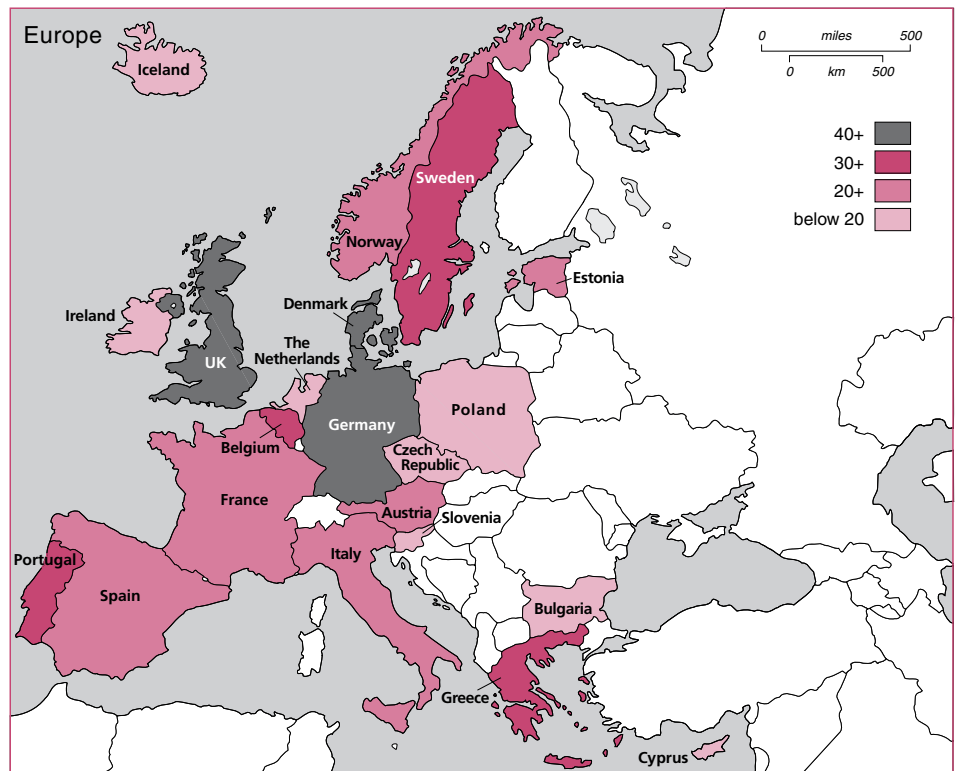 Europe
0 miles 500
0 km 500
Iceland
40+
30+
20+
below 20
Sweden
Norway
Estonia
Denmark
Ireland
The
Netherlands
UK
Poland
Germany
Belgium
Czech
Republic
France
Austria
Slovenia
Italy
Portugal
Spain
Bulgaria
Greece
Cyprus